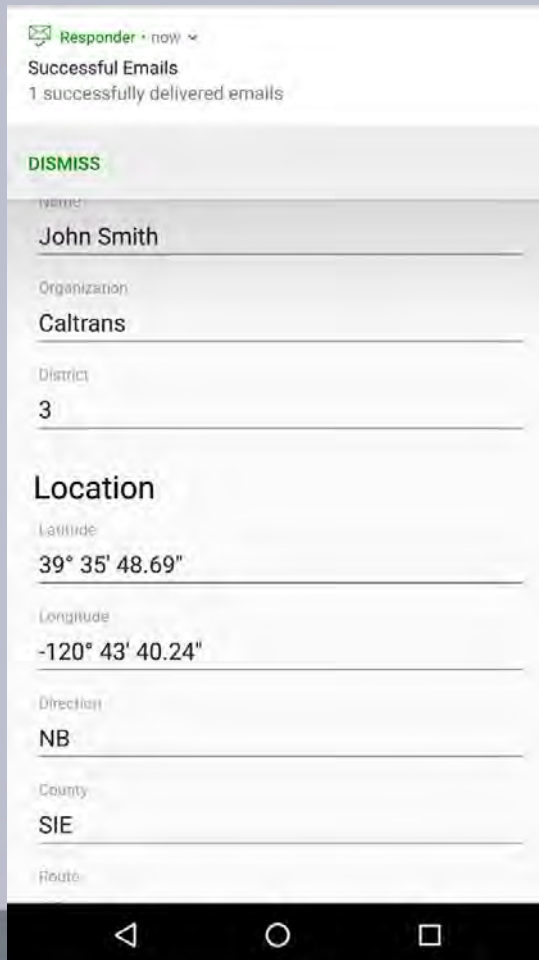 Responder • now
Successful Emails
1 successfully delivered emails
DISMISS
Name
John Smith
Organization
Caltrans
District
3
Location
Latitude
39° 35' 48.69"
Longitude
-120° 43' 40.24"
Direction
NB
County
SIE
Route